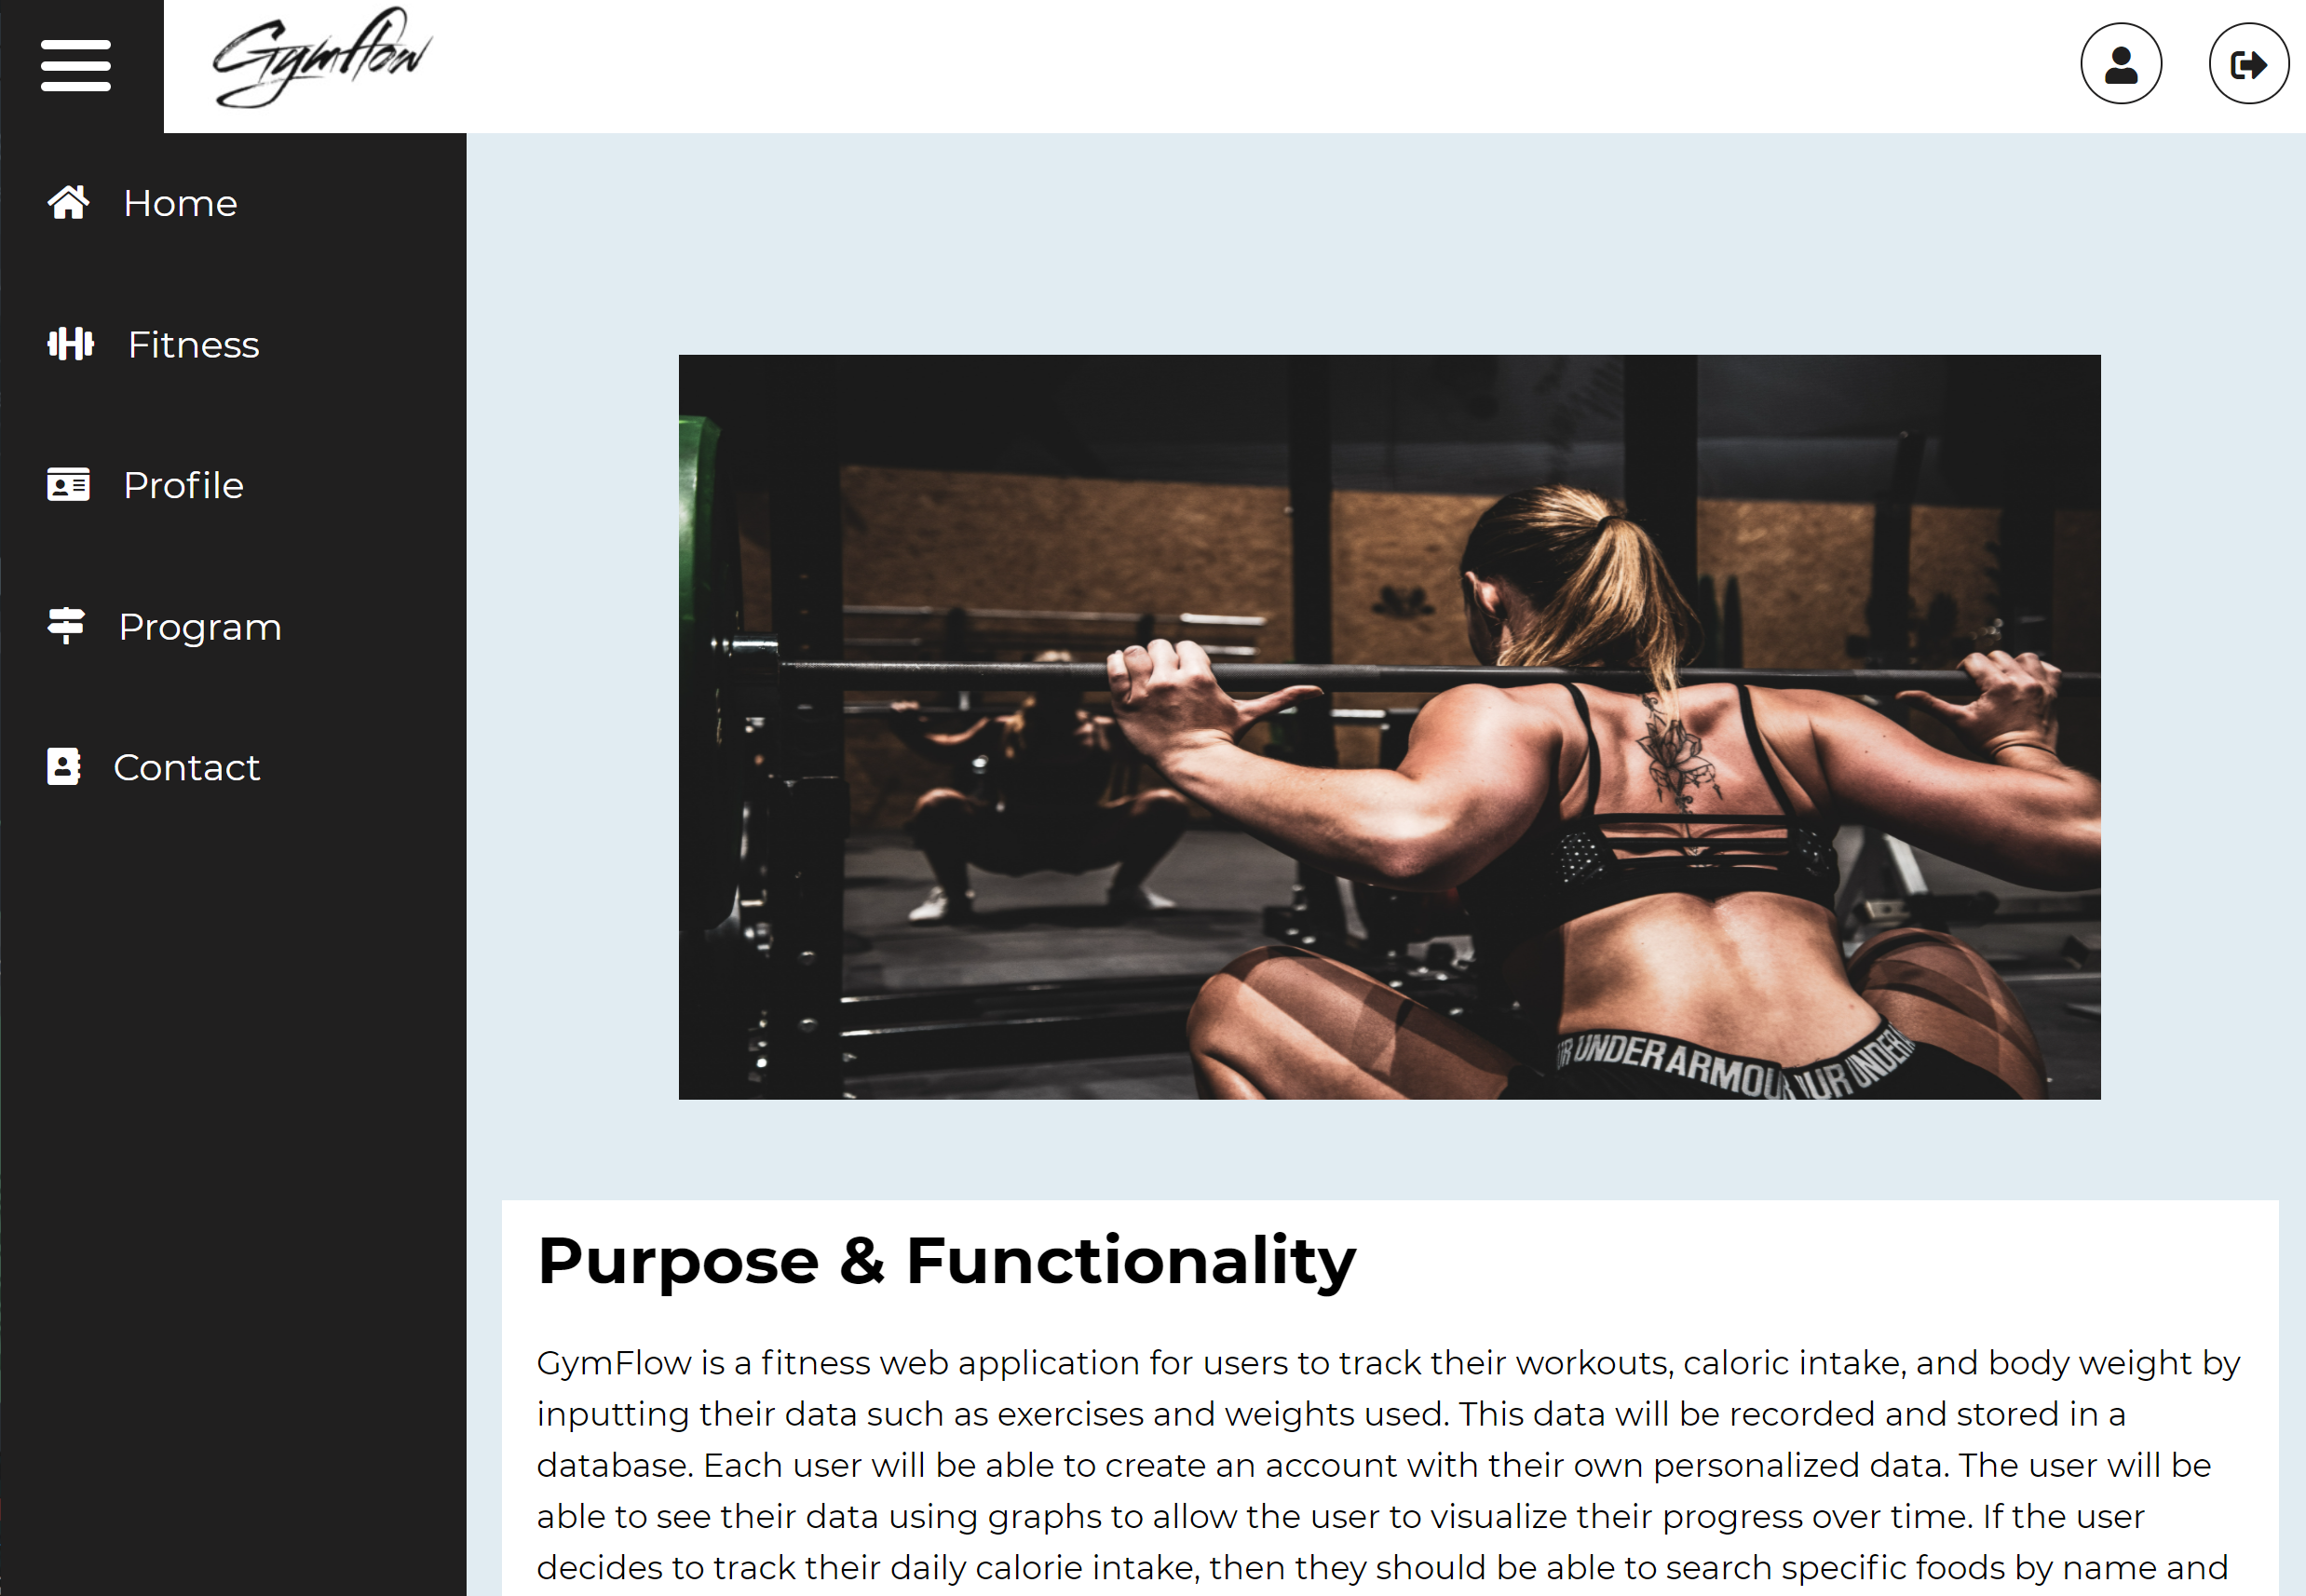 Gymflow
Home
Fitness
Profile
Program
Contact
UR UNDER ARMOUR
UR UNDER
Purpose & Functionality
GymFlow is a fitness web application for users to track their workouts, caloric intake, and body weight by
inputting their data such as exercises and weights used. This data will be recorded and stored in a
database. Each user will be able to create an account with their own personalized data. The user will be
able to see their data using graphs to allow the user to visualize their progress over time. If the user
decides to track their daily calorie intake, then they should be able to search specific foods by name and